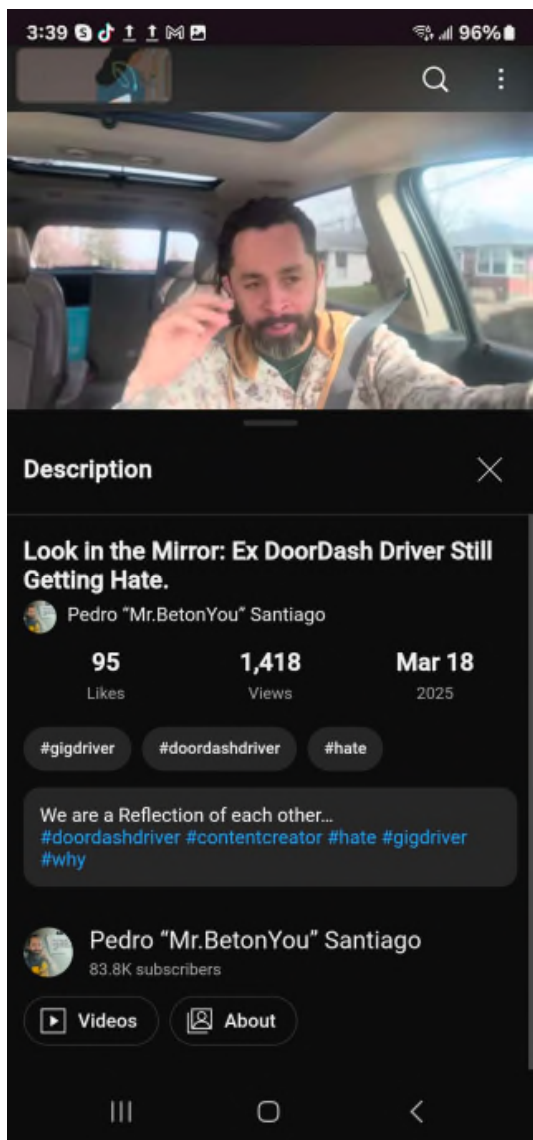 3:39
96%
Description
Look in the Mirror: Ex DoorDash Driver Still
Getting Hate.
Pedro “Mr.BetonYou” Santiago
95 1,418 Mar 18
Likes Views 2025
#gigdriver #doordashdriver #hate
We are a Reflection of each other...
#doordashdriver #contentcreator #hate #gigdriver
#why
Pedro “Mr.BetonYou” Santiago
83.8K subscribers
Videos About